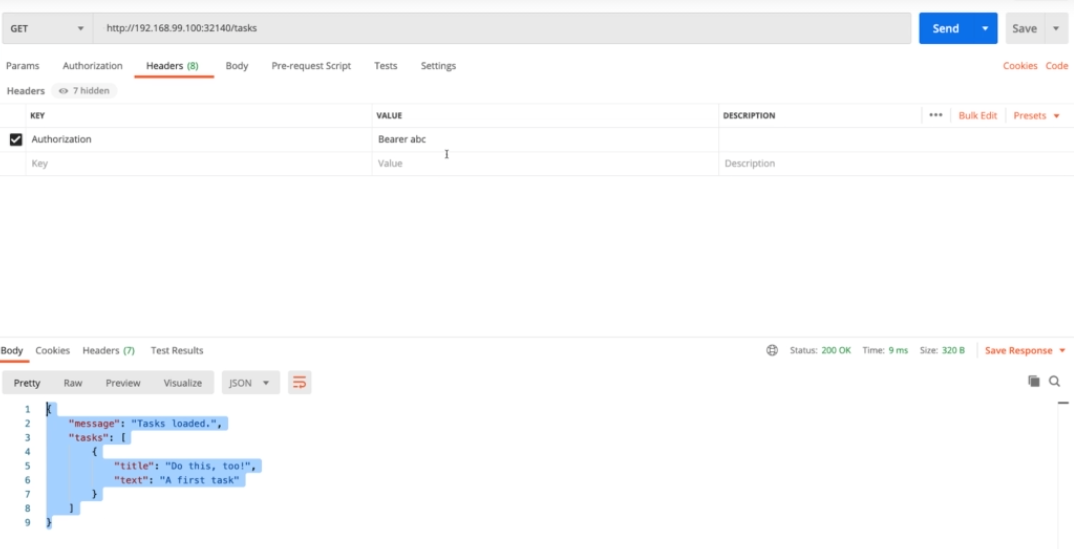 GET http://192.168.99.100:32140/tasks Send Save
Params Authorization Headers (8) Body Pre-request Script Tests Settings Cookies Code
Headers 7 hidden
KEY VALUE DESCRIPTION ••• Bulk Edit Presets
Authorization Bearer abc
Key Value Description
Body Cookies Headers (7) Test Results Status: 200 OK Time: 9 ms Size: 320 B Save Response
Pretty Raw Preview Visualize JSON
1 {
2 "message": "Tasks loaded.",
3 "tasks": [
4 {
5 "title": "Do this, too!",
6 "text": "A first task"
7 }
8 ]
9 }